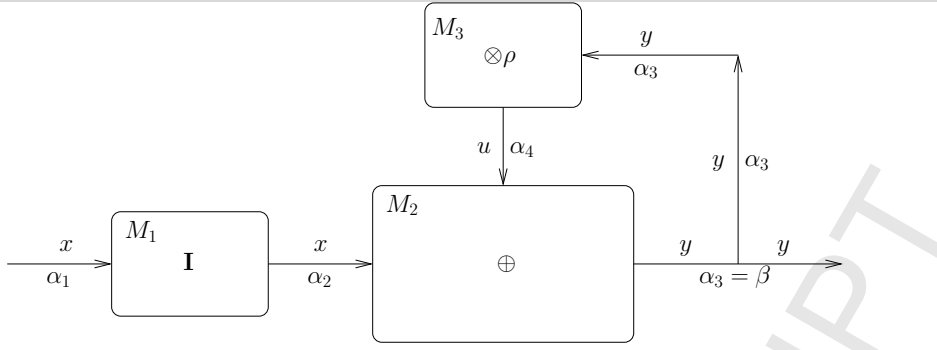 M₃
⊗ρ
y
α₃
u α₄
y α₃
M₂
⊕
M₁
I
x
α₁
x
α₂
y y
α₃ = β